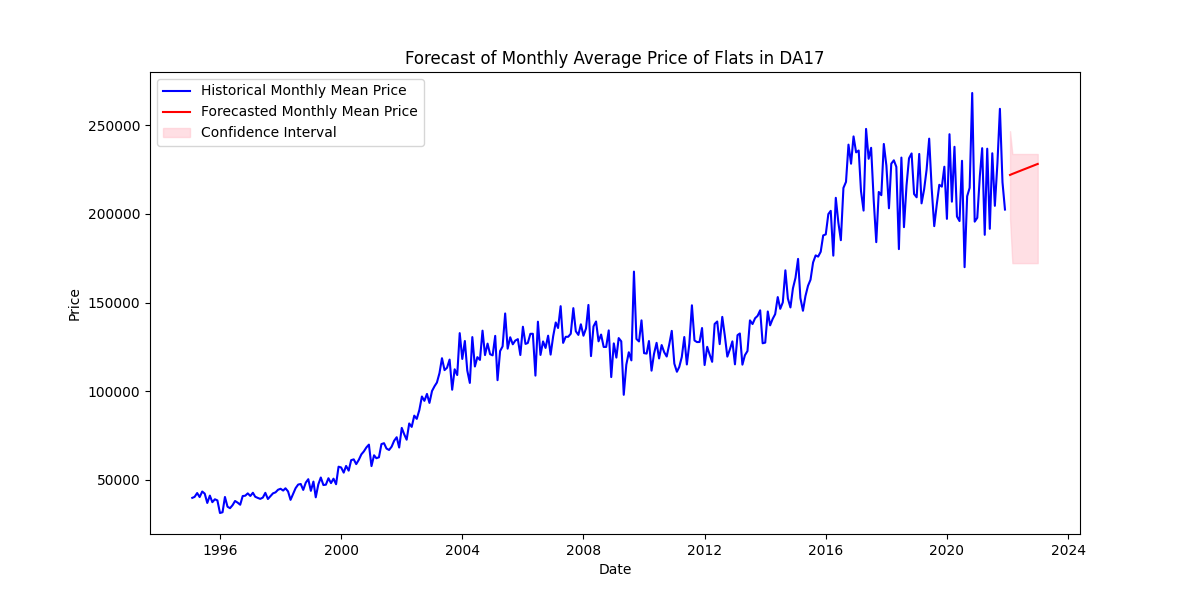 Forecast of Monthly Average Price of Flats in DA17
Historical Monthly Mean Price
Forecasted Monthly Mean Price
Confidence Interval
250000
200000
150000
100000
50000
Price
1996 2000 2004 2008 2012 2016 2020 2024
Date